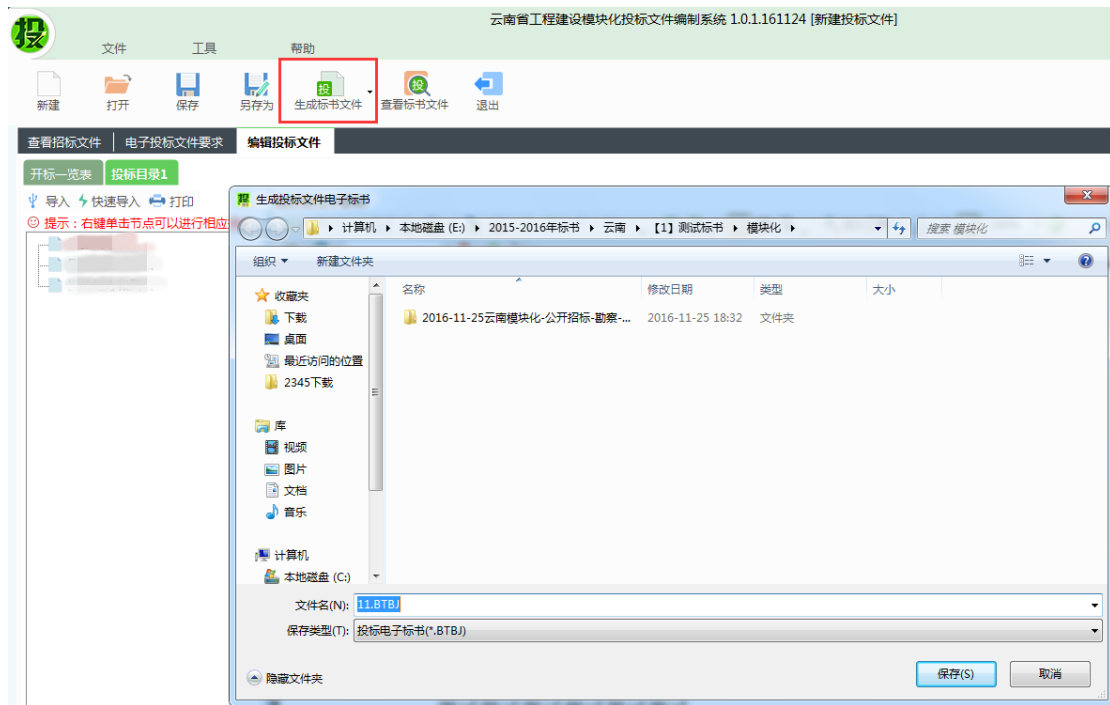 云南省工程建设模块化投标文件编制系统 1.0.1.161124 [新建投标文件]
投
文件 工具 帮助
投 投
新建 打开 保存 另存为 生成标书文件 查看标书文件 退出
查看招标文件 电子投标文件要求 编辑投标文件
开标一览表 投标目录1
导入 快速导入 打印
提示:右键单击节点可以进行相应
生成投标文件电子标书
计算机 本地磁盘 (E:) 2015-2016年标书 云南 【1】测试标书 模块化
搜索 模块化
组织 新建文件夹
名称 修改日期 类型 大小
2016-11-25云南模块化-公开招标-勘察-... 2016-11-25 18:32 文件夹
收藏夹
下载
桌面
最近访问的位置
2345下载
库
视频
图片
文档
音乐
计算机
本地磁盘 (C:)
文件名(N): 11.BTBJ
保存类型(T): 投标电子标书(*.BTBJ)
隐藏文件夹 保存(S) 取消